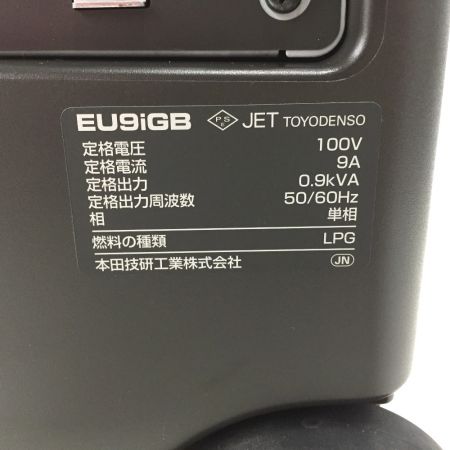 EU9iGB PSE JET TOYODENSO
定格電圧 100V
定格電流 9A
定格出力 0.9kVA
定格出力周波数 50/60Hz
相 単相
燃料の種類 LPG
本田技研工業株式会社 JN